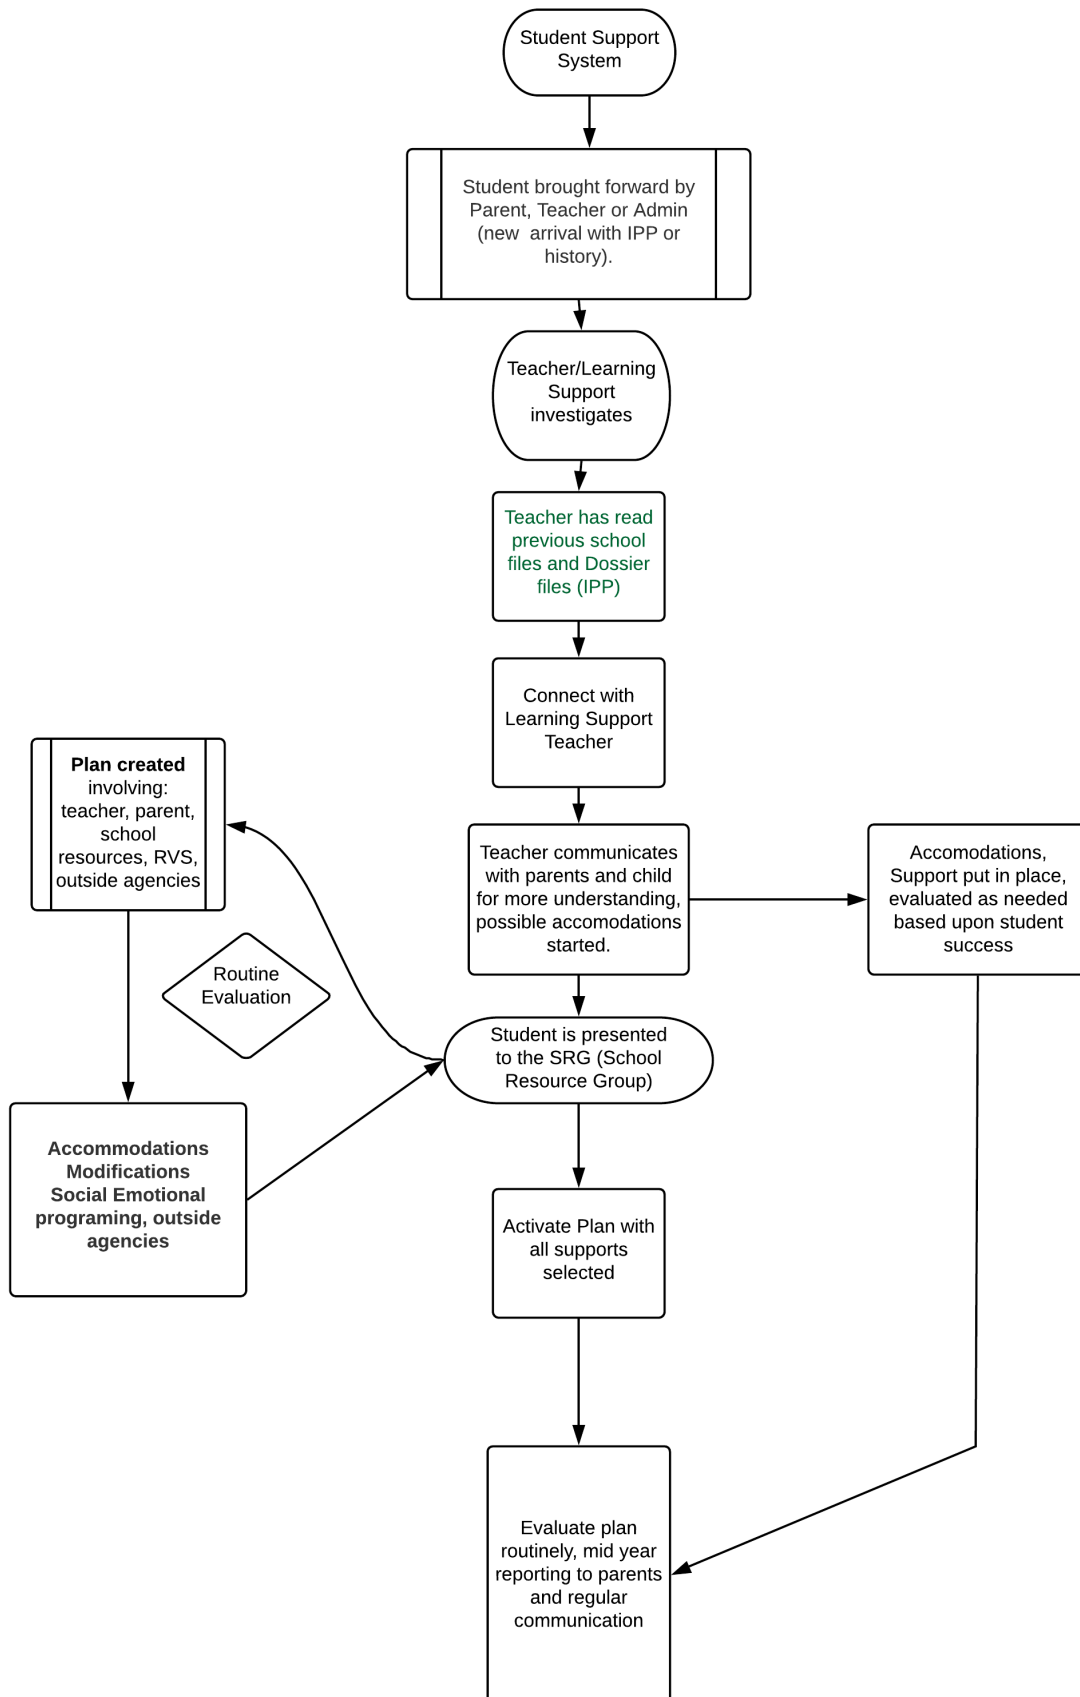 Student Support
System
Student brought forward by
Parent, Teacher or Admin
(new  arrival with IPP or
history).
Teacher/Learning
Support
investigates
Teacher has read
previous school
files and Dossier
files (IPP)
Connect with
Learning Support
Teacher
Plan created
involving:
teacher, parent,
school
resources, RVS,
outside agencies
Teacher communicates
with parents and child
for more understanding,
possible accomodations
started.
Accomodations,
Support put in place,
evaluated as needed
based upon student
success
Routine
Evaluation
Student is presented
to the SRG (School
Resource Group)
Accommodations
Modifications
Social Emotional
programing, outside
agencies
Activate Plan with
all supports
selected
Evaluate plan
routinely, mid year
reporting to parents
and regular
communication